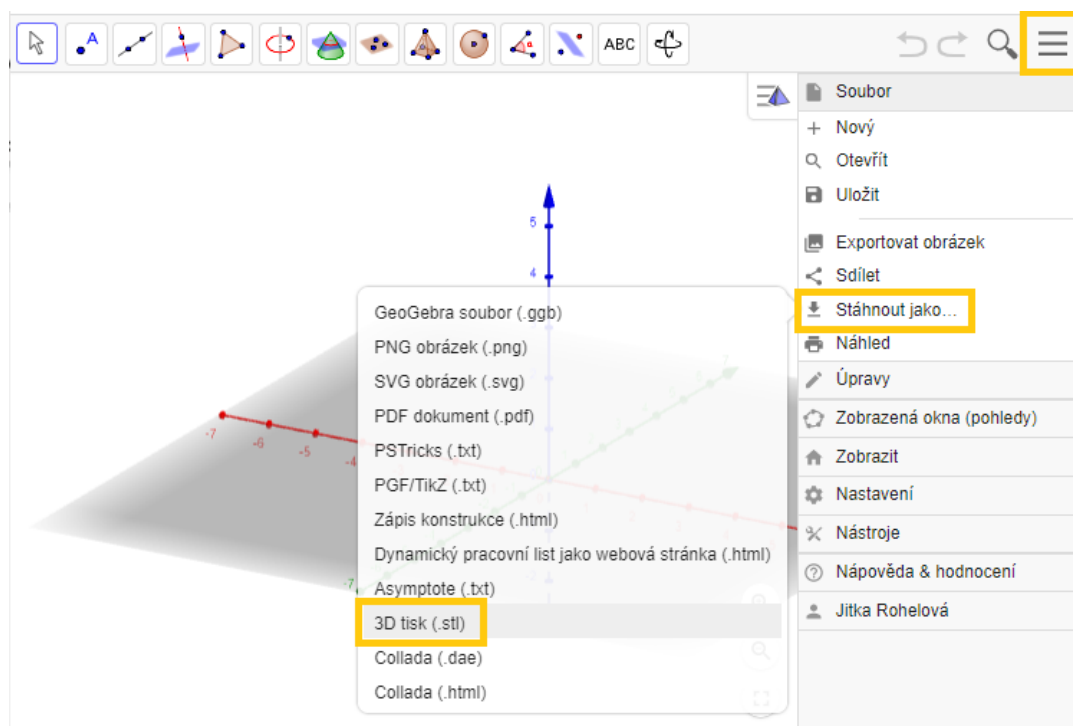 A
ABC
Soubor
Nový
Otevřít
Uložit
Exportovat obrázek
Sdílet
Stáhnout jako...
Náhled
Úpravy
Zobrazená okna (pohledy)
Zobrazit
Nastavení
Nástroje
Nápověda & hodnocení
Jitka Rohelová
GeoGebra soubor (.ggb)
PNG obrázek (.png)
SVG obrázek (.svg)
PDF dokument (.pdf)
PSTricks (.txt)
PGF/TikZ (.txt)
Zápis konstrukce (.html)
Dynamický pracovní list jako webová stránka (.html)
Asymptote (.txt)
3D tisk (.stl)
Collada (.dae)
Collada (.html)
5
4
-7
-6
-5
-4
-7